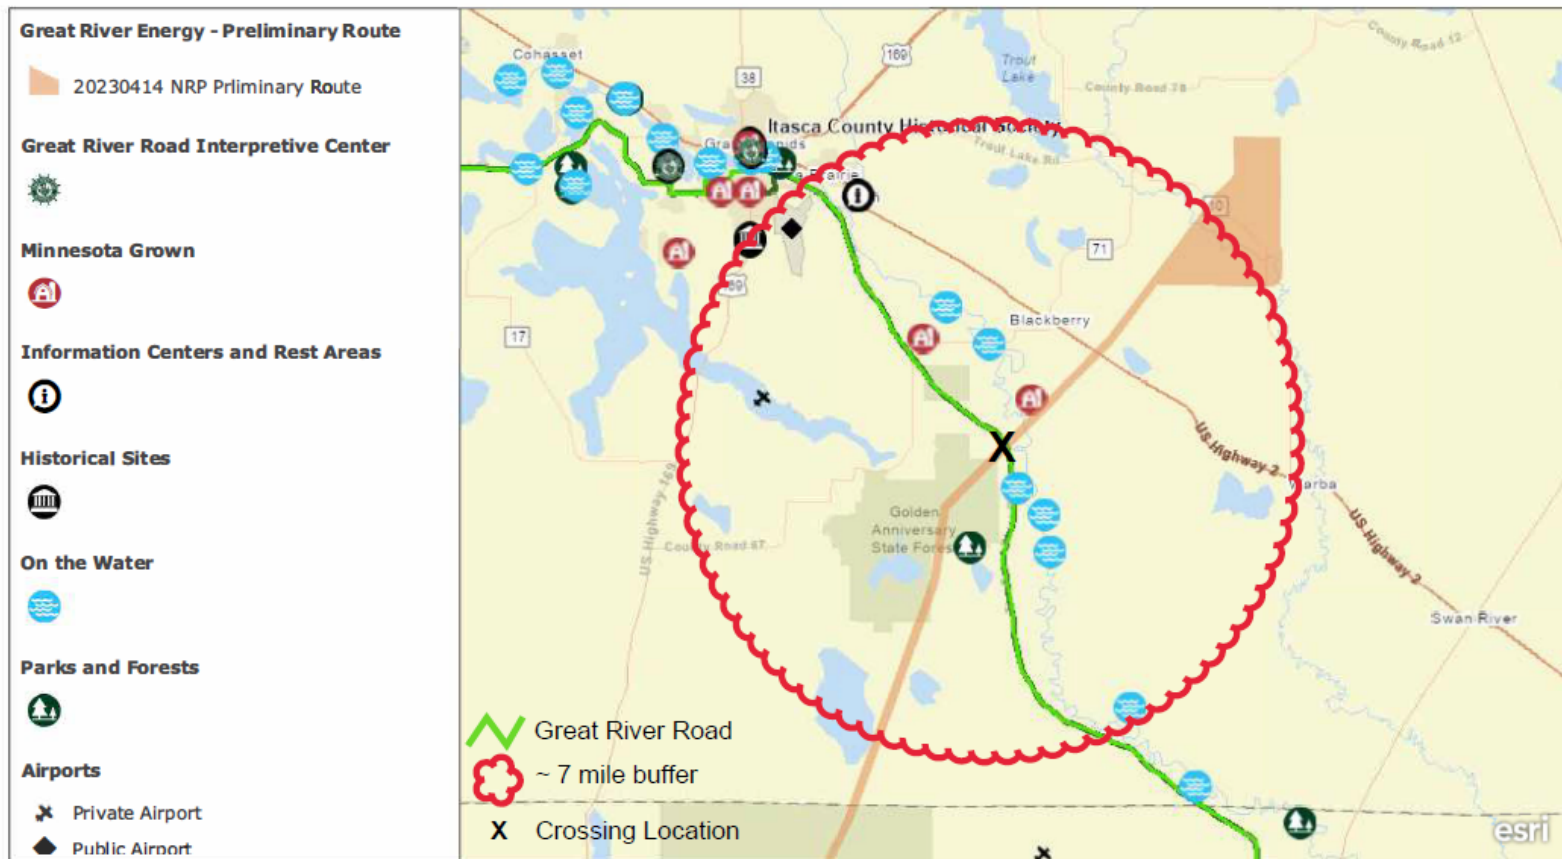 Great River Energy - Preliminary Route
20230414 NRP Prliminary Route
Great River Road Interpretive Center
Minnesota Grown
Information Centers and Rest Areas
Historical Sites
On the Water
Parks and Forests
Airports
Private Airport
Public Airport
Cohasset
169
38
Trout
Lake
County Road 12
County Road 78
Itasca County Historical Society
Trout Lake Rd
Prairie
10
71
69
17
Blackberry
X
US Highway 2
Warba
Golden
Anniversary
State Forest
US Highway 169
County Road 67
US Highway 2
Swan River
Great River Road
~ 7 mile buffer
X Crossing Location
esri